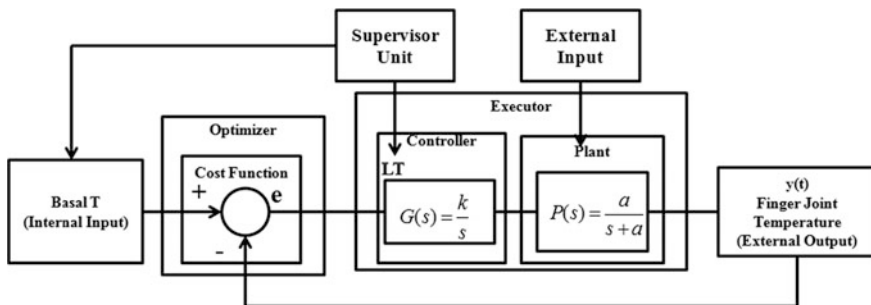 Supervisor
Unit
External
Input
Executor
Optimizer
Controller
Plant
Cost Function
LT
Basal T
(Internal Input)
+
e
-
G(s) = k/s
P(s) = a/(s + a)
y(t)
Finger Joint
Temperature
(External Output)